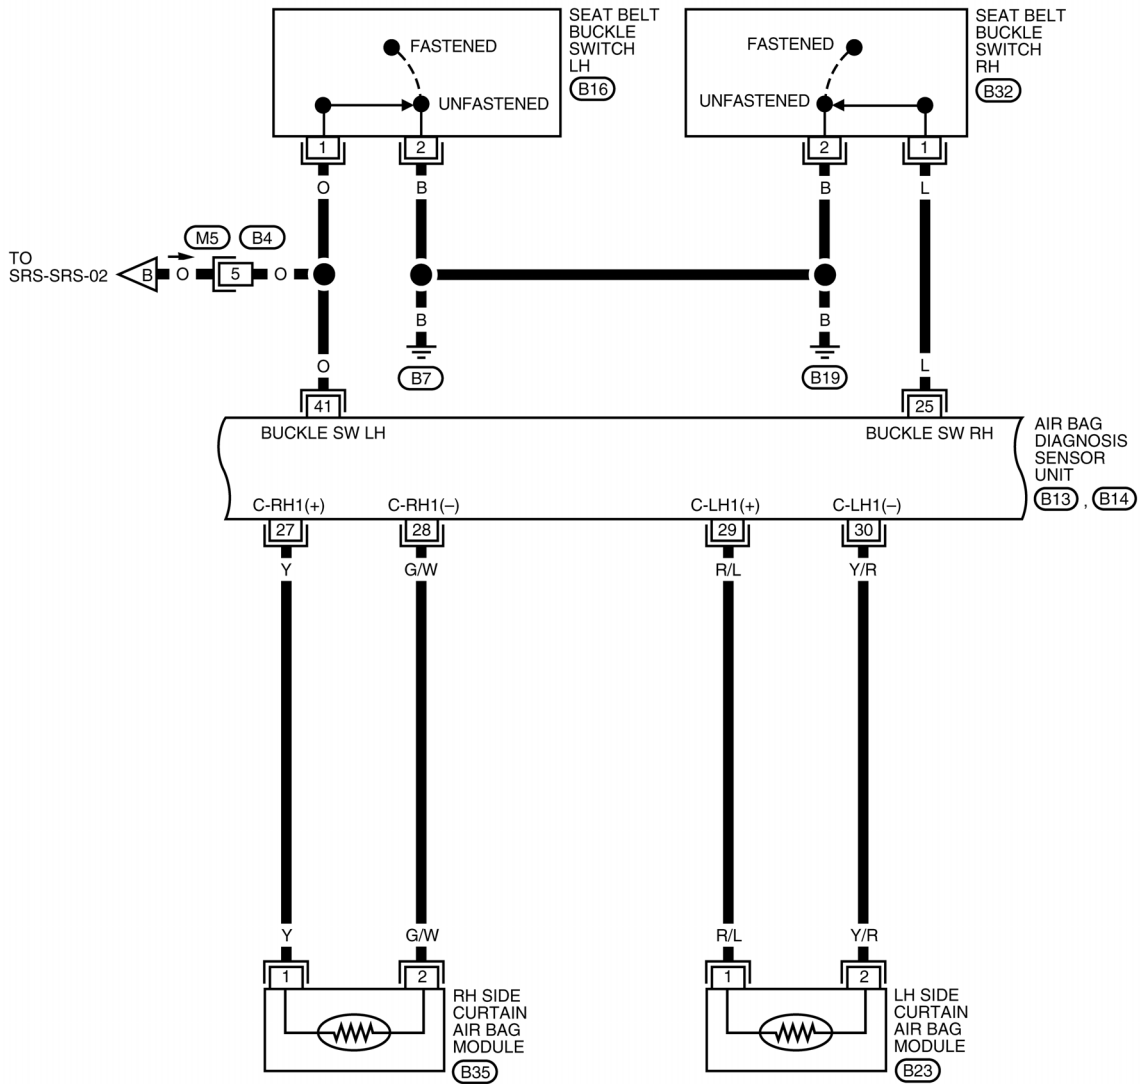 SEAT BELT
BUCKLE
SWITCH
LH
B16
FASTENED
UNFASTENED
1
2
SEAT BELT
BUCKLE
SWITCH
RH
B32
FASTENED
UNFASTENED
2
1
O
B
B
L
TO
SRS-SRS-02
B
O
M5
B4
5
O
B
B
B7
B19
O
L
41
25
BUCKLE SW LH
BUCKLE SW RH
AIR BAG
DIAGNOSIS
SENSOR
UNIT
B13 , B14
C-RH1(+)
C-RH1(–)
C-LH1(+)
C-LH1(–)
27
28
29
30
Y
G/W
R/L
Y/R
Y
G/W
R/L
Y/R
1
2
1
2
RH SIDE
CURTAIN
AIR BAG
MODULE
B35
LH SIDE
CURTAIN
AIR BAG
MODULE
B23